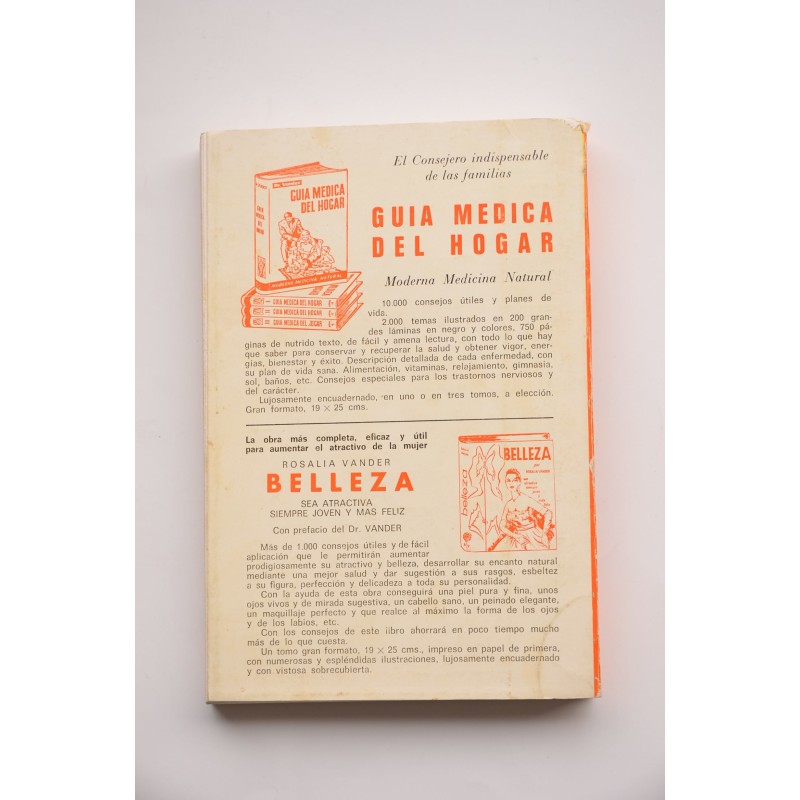 El Consejero indispensable
de las familias
GUIA MEDICA
DEL HOGAR
Moderna Medicina Natural
GUIA MEDICA
DEL HOGAR
GUIA
MEDICA
DEL
HOGAR
MODERNA MEDICINA NATURAL
GUIA MEDICA DEL HOGAR
GUIA MEDICA DEL HOGAR
GUIA MEDICA DEL
10.000 consejos útiles y planes de
vida.
2.000 temas ilustrados en 200 gran-
des láminas en negro y colores, 750 pá-
ginas de nutrido texto, de fácil y amena lectura, con todo lo que hay
que saber para conservar y recuperar la salud y obtener vigor, ener-
gías, bienestar y éxito. Descripción detallada de cada enfermedad, con
su plan de vida sana. Alimentación, vitaminas, relajamiento, gimnasia,
sol, baños, etc. Consejos especiales para los trastornos nerviosos y
del carácter.
Lujosamente encuadernado, en uno o en tres tomos, a elección.
Gran formato, 19 × 25 cms.
La obra más completa, eficaz y útil
para aumentar el atractivo de la mujer
ROSALIA VANDER
BELLEZA
SEA ATRACTIVA
SIEMPRE JOVEN Y MAS FELIZ
Con prefacio del Dr. VANDER
BELLEZA
belleza
Más de 1.000 consejos útiles y de fácil
aplicación que le permitirán aumentar
prodigiosamente su atractivo y belleza, desarrollar su encanto natural
mediante una mejor salud y dar sugestión a sus rasgos, esbeltez
a su figura, perfección y delicadeza a toda su personalidad.
Con la ayuda de esta obra conseguirá una piel pura y fina, unos
ojos vivos y de mirada sugestiva, un cabello sano, un peinado elegante,
un maquillaje perfecto y que realce al máximo la forma de los ojos
y de los labios, etc.
Con los consejos de este libro ahorrará en poco tiempo mucho
más de lo que cuesta.
Un tomo gran formato, 19 × 25 cms., impreso en papel de primera,
con numerosas y espléndidas ilustraciones, lujosamente encuadernado
y con vistosa sobrecubierta.